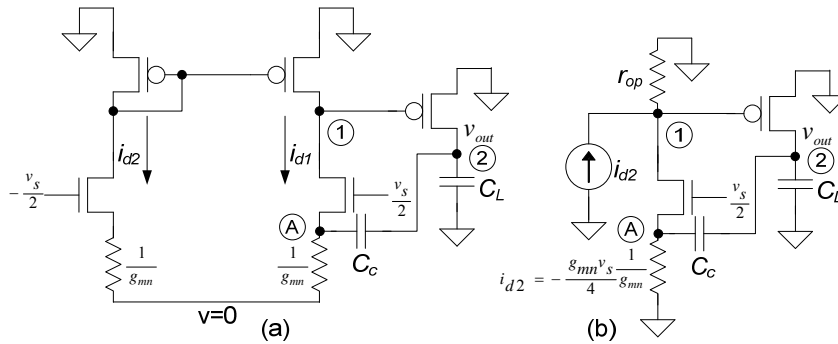 r_op
1
v_out
2
i_d2
i_d1
C_L
-v_s/2
v_s/2
A
C_c
1/g_mn
1/g_mn
v=0
(a)
1
v_out
2
i_d2
C_L
v_s/2
A
C_c
i_d2 = -g_mn v_s/4
1/g_mn
(b)